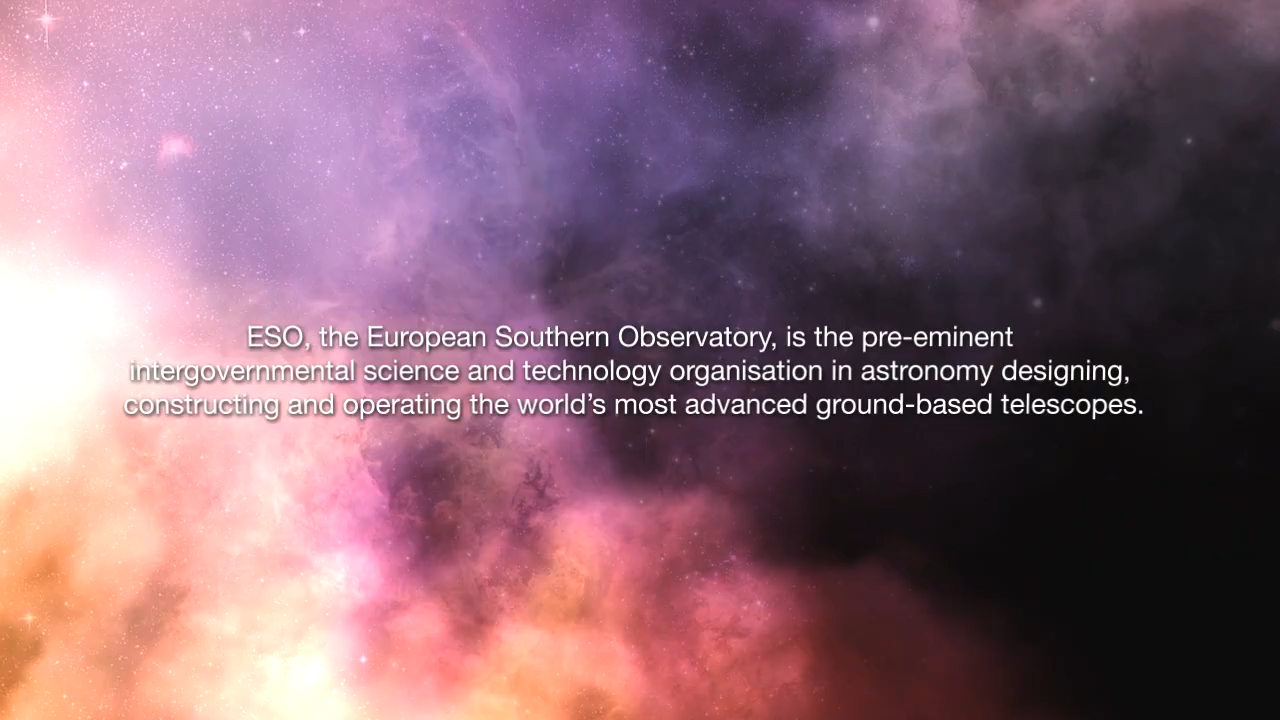 ESO, the European Southern Observatory, is the pre-eminent
intergovernmental science and technology organisation in astronomy designing,
constructing and operating the world’s most advanced ground-based telescopes.